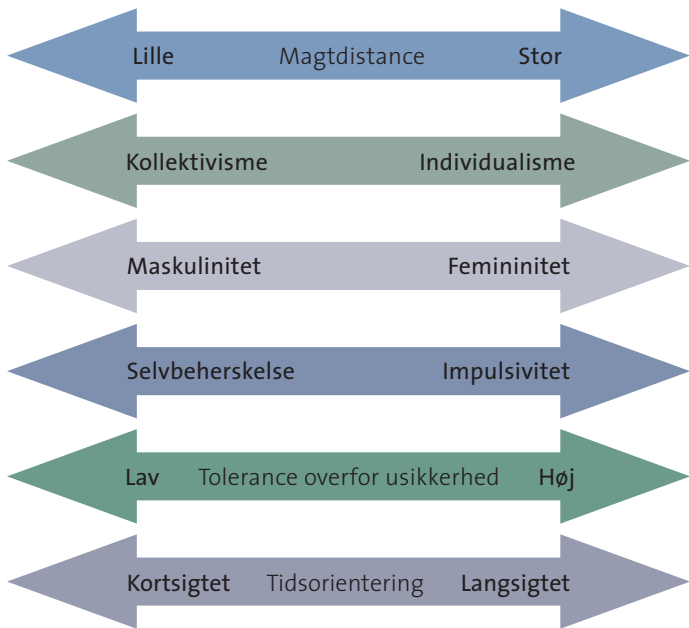 Lille Magtdistance Stor
Kollektivisme Individualisme
Maskulinitet Femininitet
Selvbeherskelse Impulsivitet
Lav Tolerance overfor usikkerhed Høj
Kortsigtet Tidsorientering Langsigtet